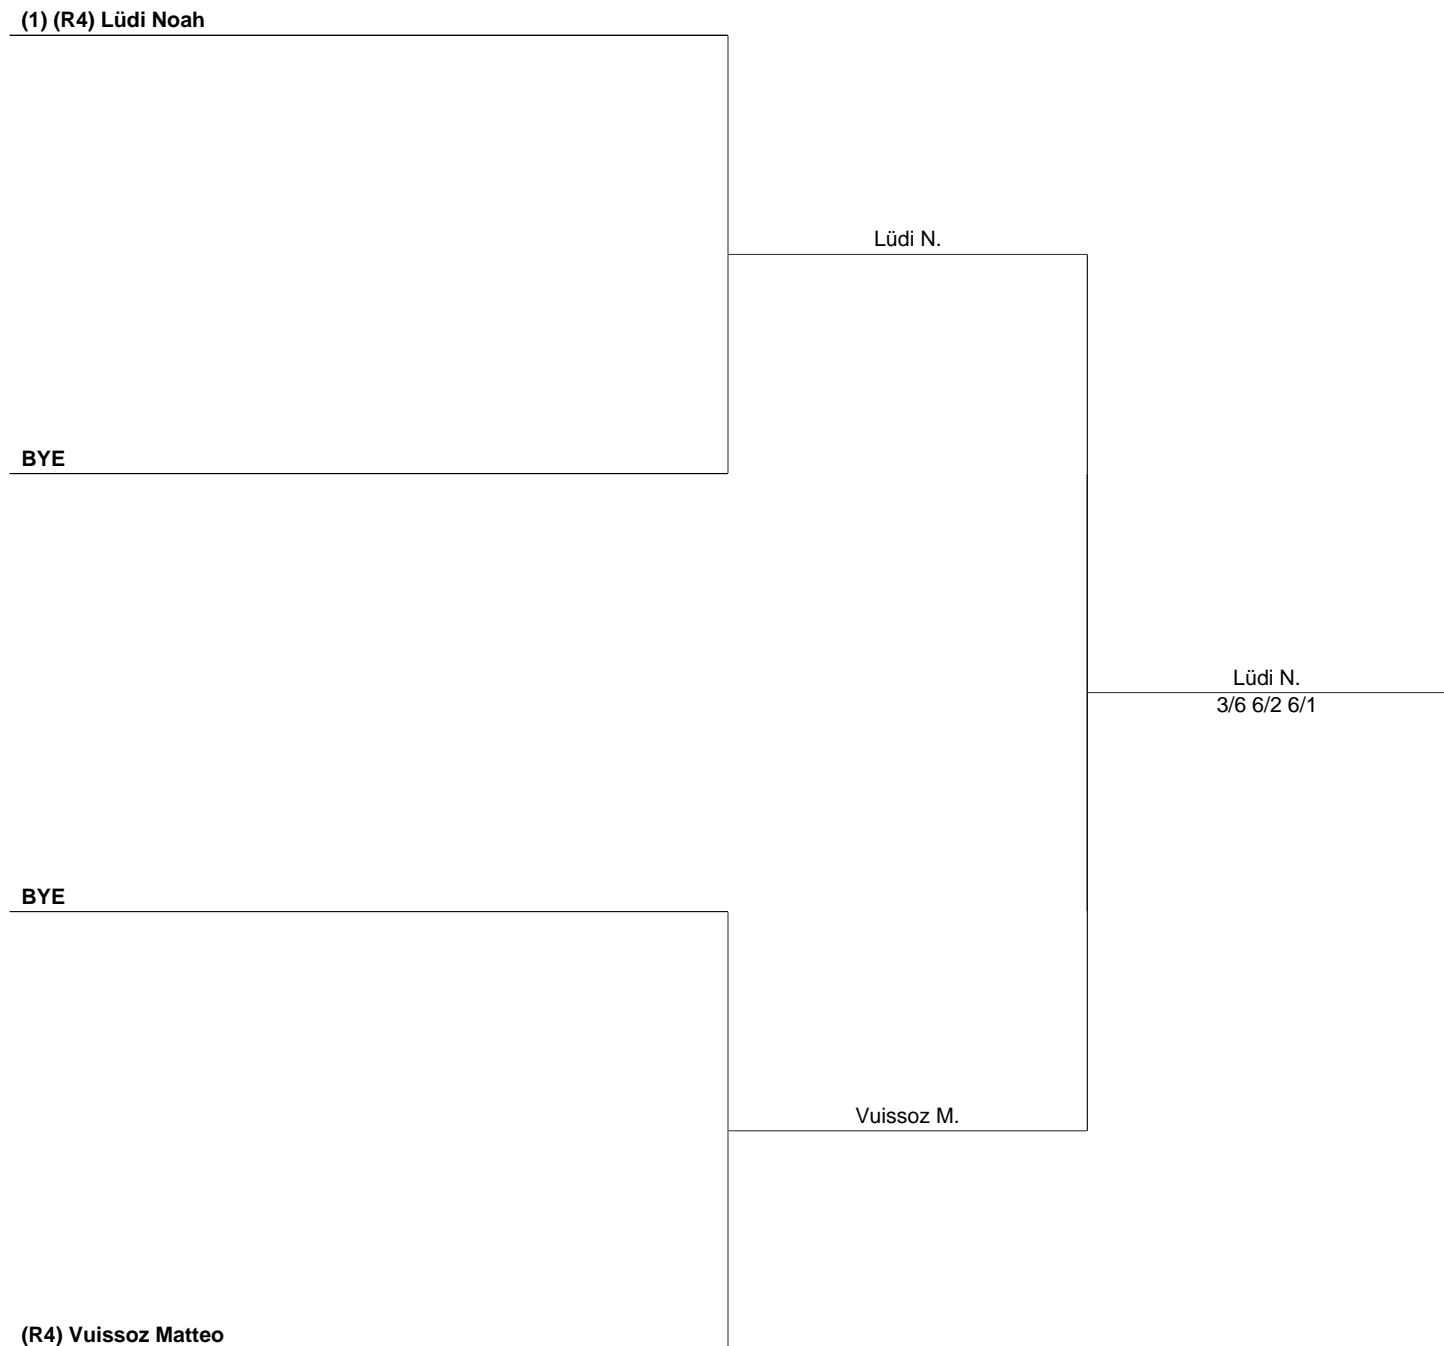 (1) (R4) Lüdi Noah
Lüdi N.
BYE
Lüdi N.
3/6 6/2 6/1
BYE
Vuissoz M.
(R4) Vuissoz Matteo